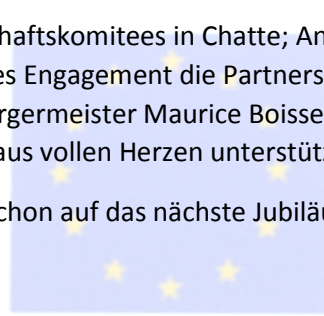 haftskomitees in Chatte; An
es Engagement die Partners
rgermeister Maurice Boisse
aus vollen Herzen unterstütz
chon auf das nächste Jubiläu